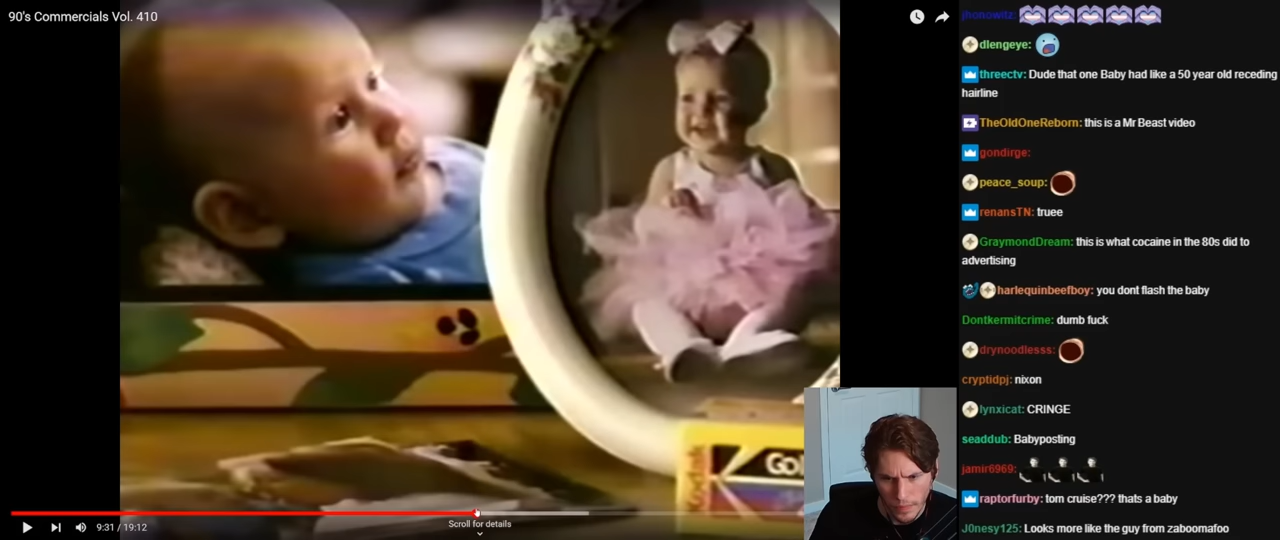 90's Commercials Vol. 410
jhonowitz:
dlengeye:
threectv: Dude that one Baby had like a 50 year old receding
hairline
TheOldOneReborn: this is a Mr Beast video
gondirge:
peace_soup:
renansTN: truee
GraymondDream: this is what cocaine in the 80s did to
advertising
harlequinbeefboy: you dont flash the baby
Dontkermitcrime: dumb fuck
drynoodlesss:
cryptidpj: nixon
lynxicat: CRINGE
seaddub: Babyposting
jamir6969:
raptorfurby: tom cruise??? thats a baby
J0nesy125: Looks more like the guy from zaboomafoo
Kodak
Gol
9:31 / 19:12
Scroll for details